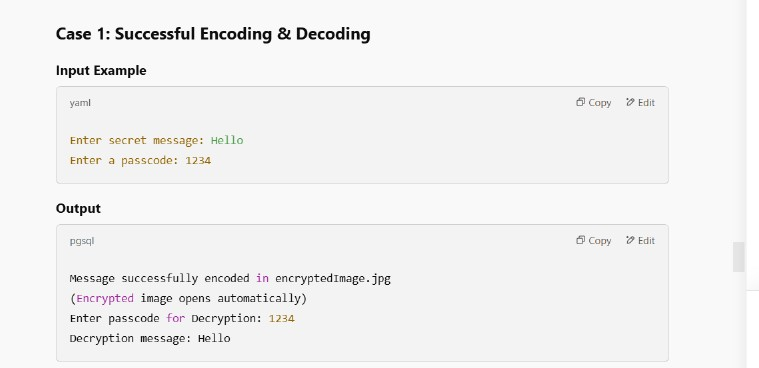 Case 1: Successful Encoding & Decoding
Input Example
yaml Copy Edit
Enter secret message: Hello
Enter a passcode: 1234
Output
pgsql Copy Edit
Message successfully encoded in encryptedImage.jpg
(Encrypted image opens automatically)
Enter passcode for Decryption: 1234
Decryption message: Hello